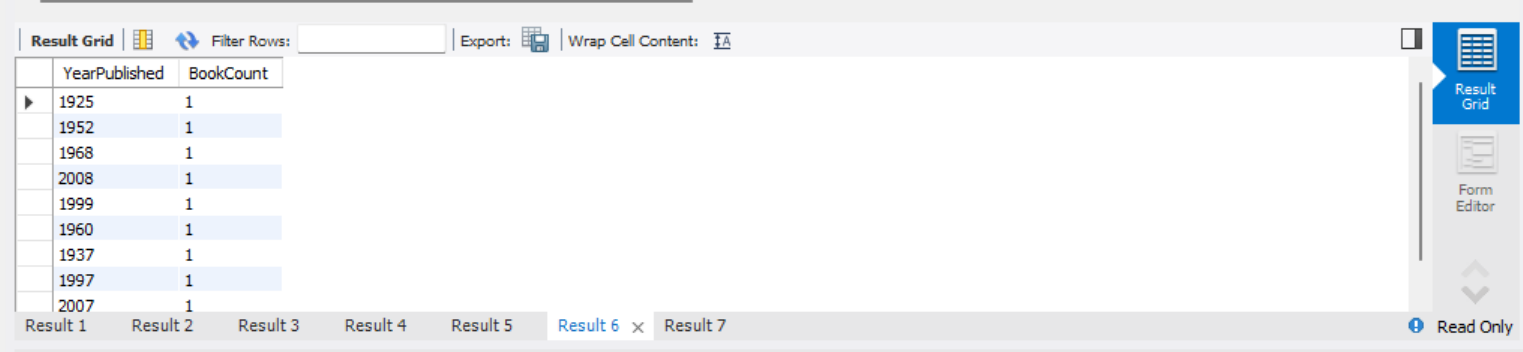 Result Grid Filter Rows: Export: Wrap Cell Content:
YearPublished BookCount
1925 1
1952 1
1968 1
2008 1
1999 1
1960 1
1937 1
1997 1
2007 1
Result Grid
Form Editor
Result 1 Result 2 Result 3 Result 4 Result 5 Result 6 Result 7 Read Only